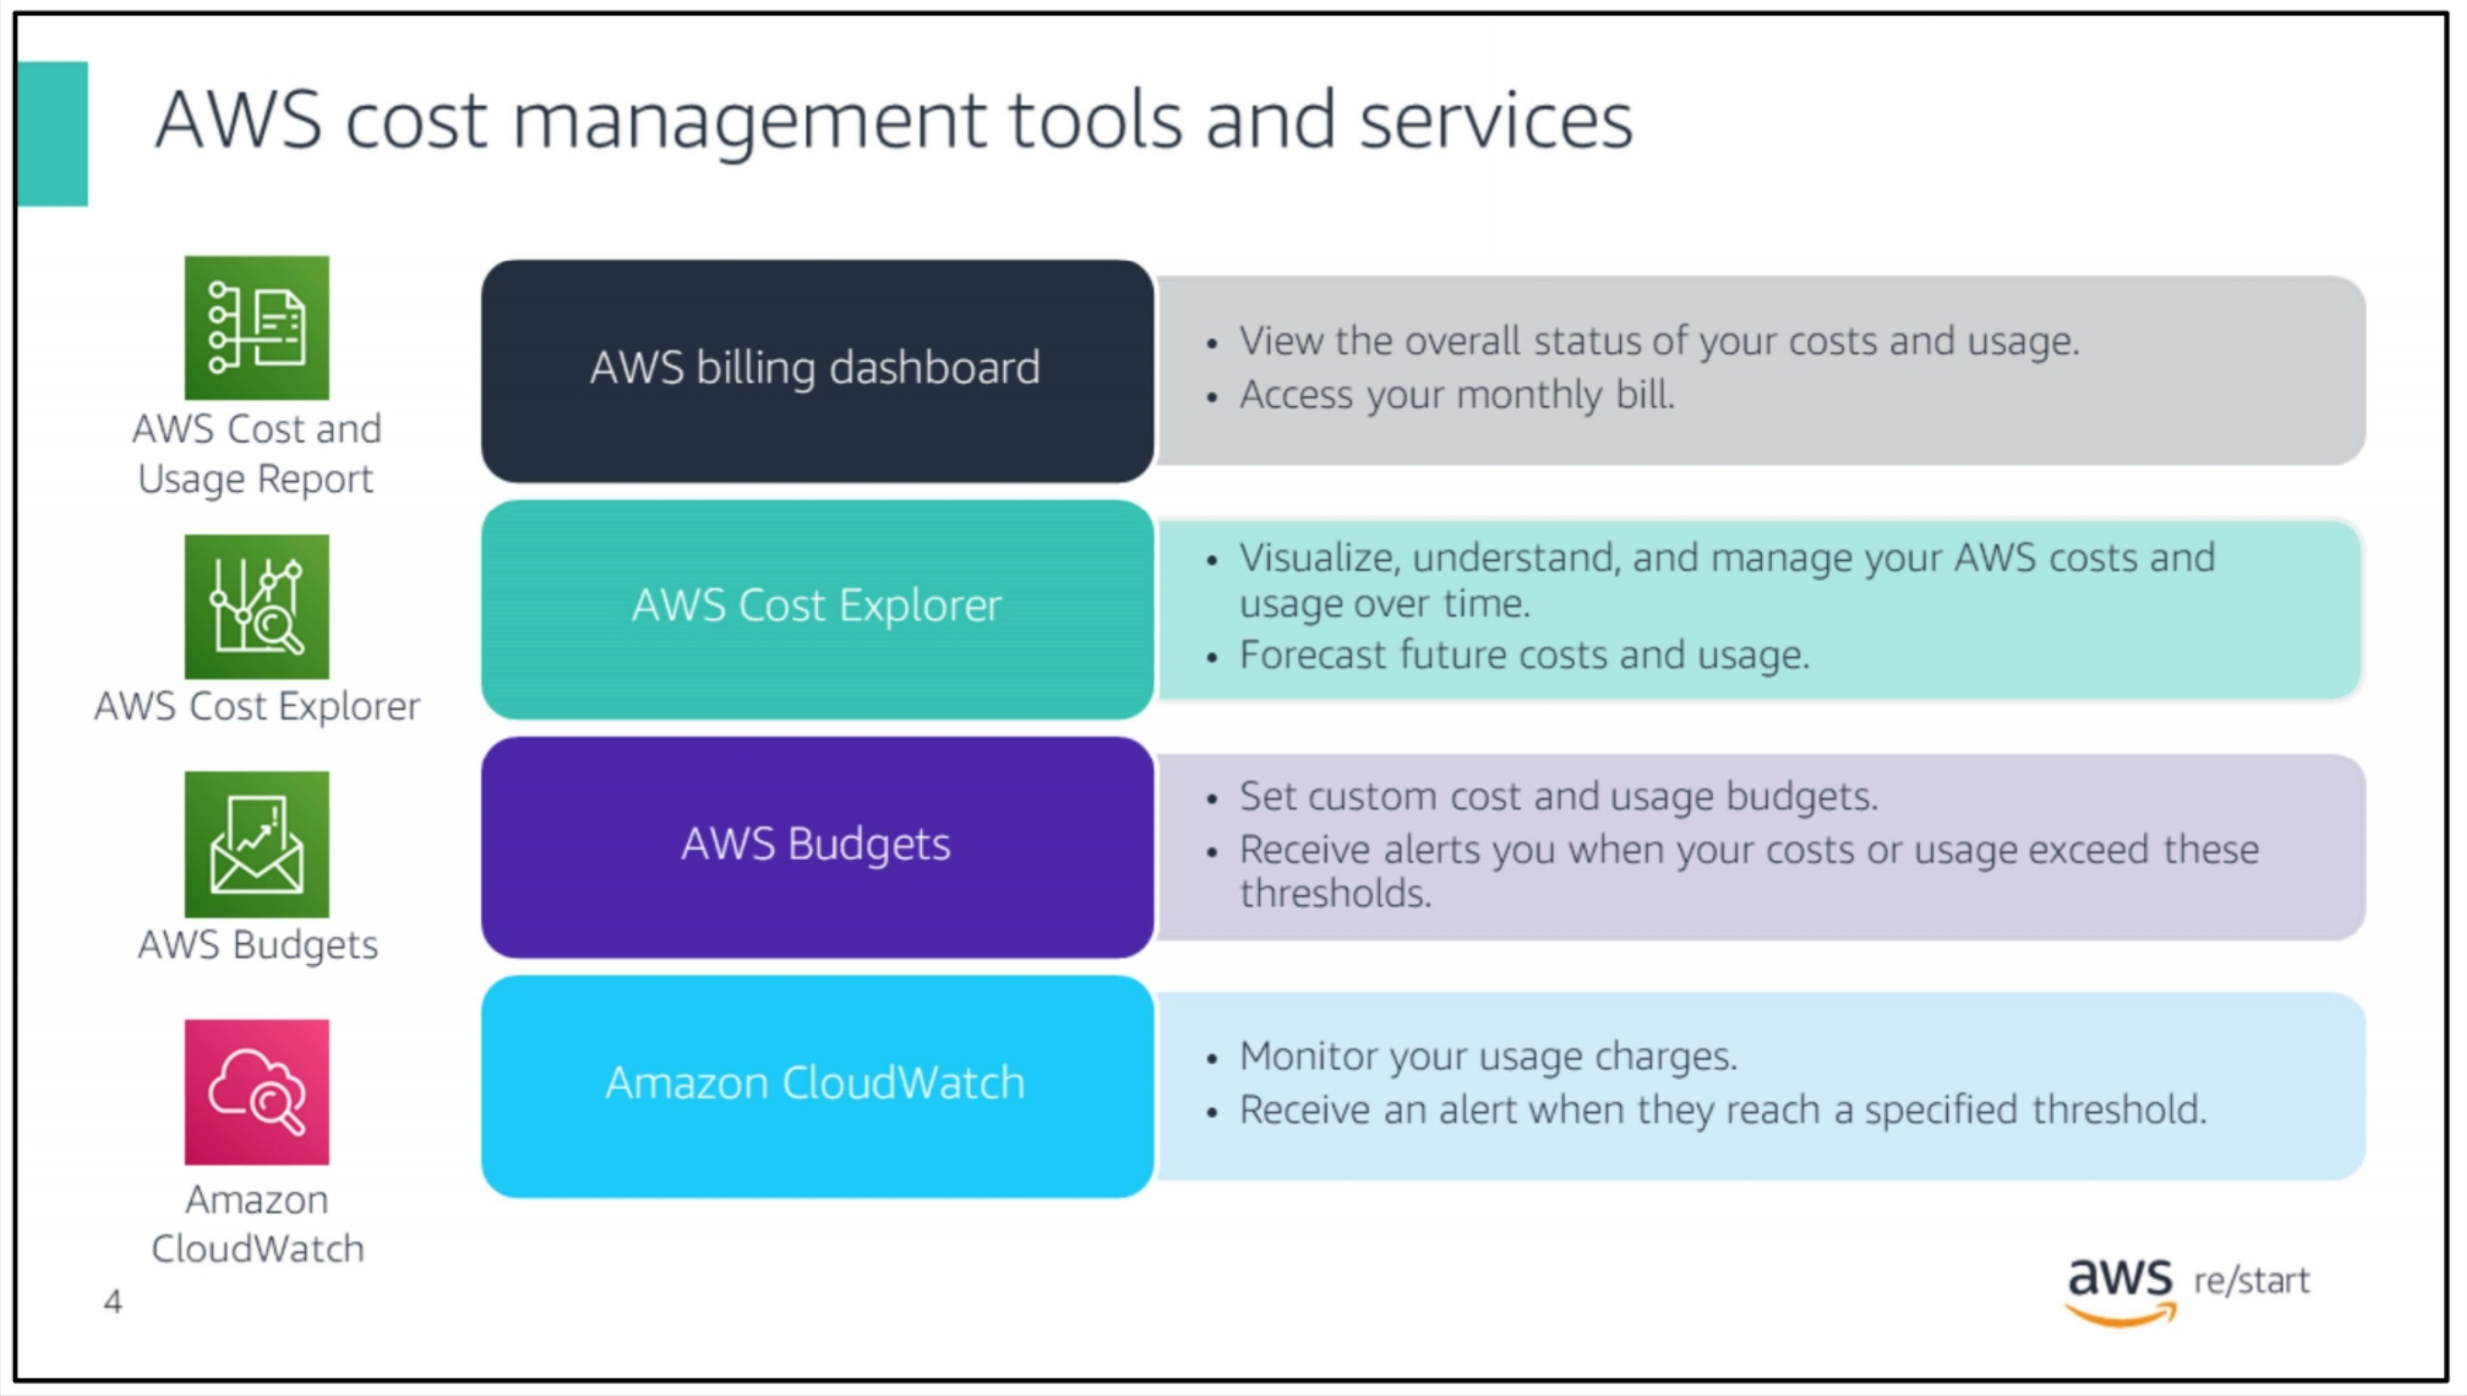 AWS cost management tools and services
AWS Cost and
Usage Report
AWS billing dashboard
• View the overall status of your costs and usage.
• Access your monthly bill.
AWS Cost Explorer
AWS Cost Explorer
• Visualize, understand, and manage your AWS costs and
usage over time.
• Forecast future costs and usage.
AWS Budgets
AWS Budgets
• Set custom cost and usage budgets.
• Receive alerts you when your costs or usage exceed these
thresholds.
Amazon
CloudWatch
Amazon CloudWatch
• Monitor your usage charges.
• Receive an alert when they reach a specified threshold.
4
aws re/start